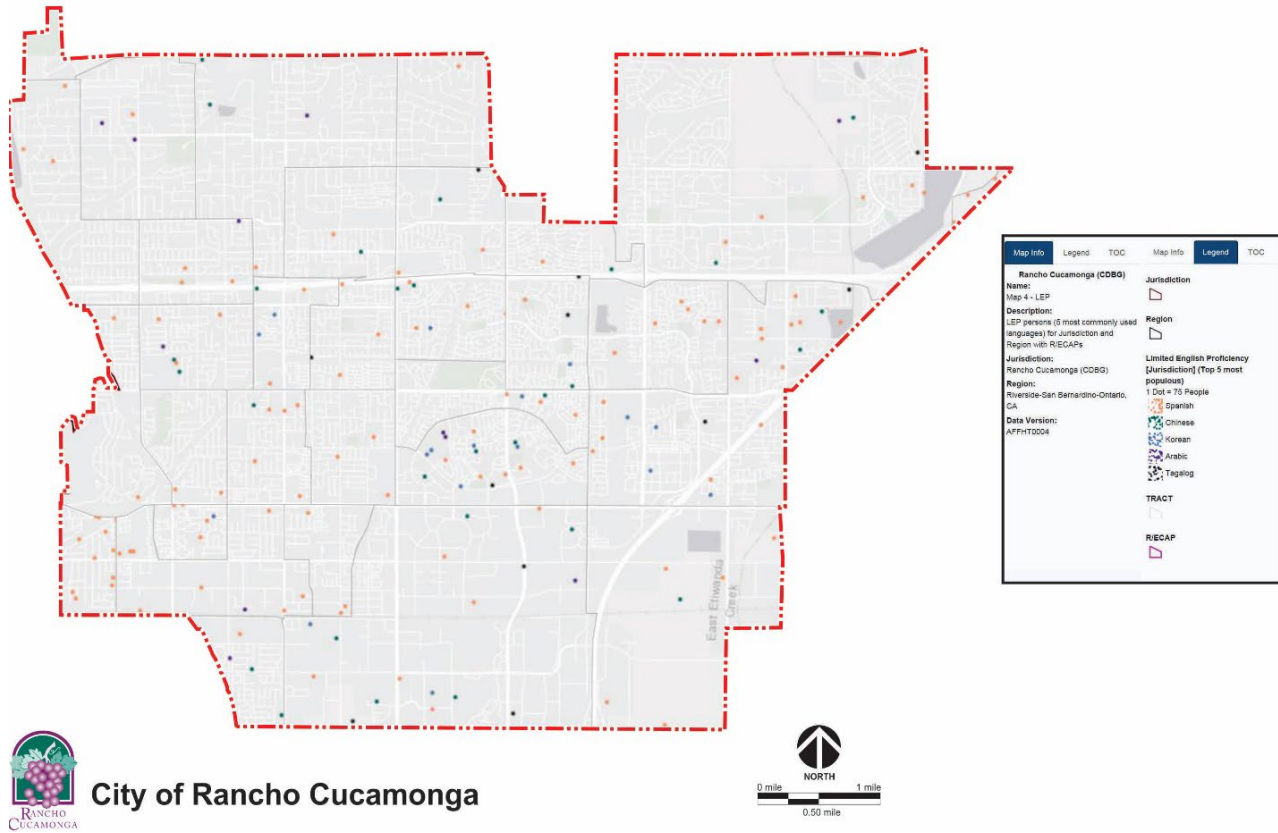 East Etiwanda
Creek
Map Info Legend TOC
Rancho Cucamonga (CDBG)
Name:
Map 4 - LEP
Description:
LEP persons (5 most commonly used
languages) for Jurisdiction and
Region with R/ECAPs
Jurisdiction:
Rancho Cucamonga (CDBG)
Region:
Riverside-San Bernardino-Ontario,
CA
Data Version:
AFFHT0004
Map Info Legend TOC
Jurisdiction
Region
Limited English Proficiency
[Jurisdiction] (Top 5 most
populous)
1 Dot = 75 People
Spanish
Chinese
Korean
Arabic
Tagalog
TRACT
R/ECAP
RANCHO
CUCAMONGA
City of Rancho Cucamonga
NORTH
0 mile 1 mile
0.50 mile